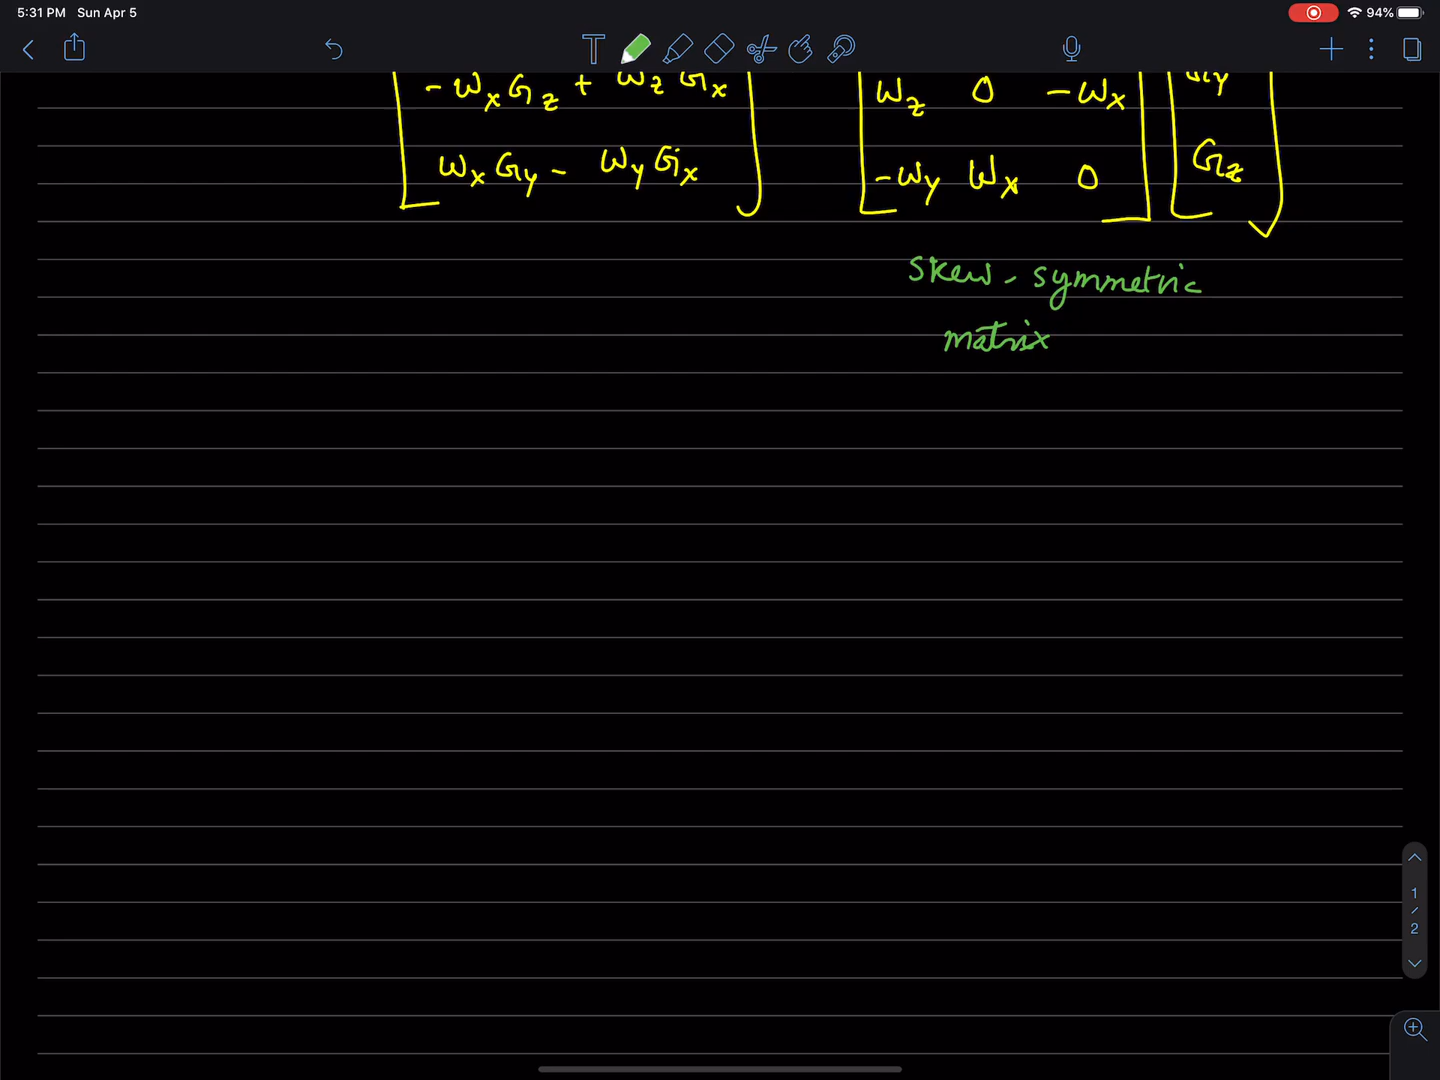 5:31 PM Sun Apr 5 94%
T
- ωx Gz + ωz Gx ωz 0 -ωx Gy
ωx Gy - ωy Gx -ωy ωx 0 Gz
skew - symmetric
matrix
1
/
2